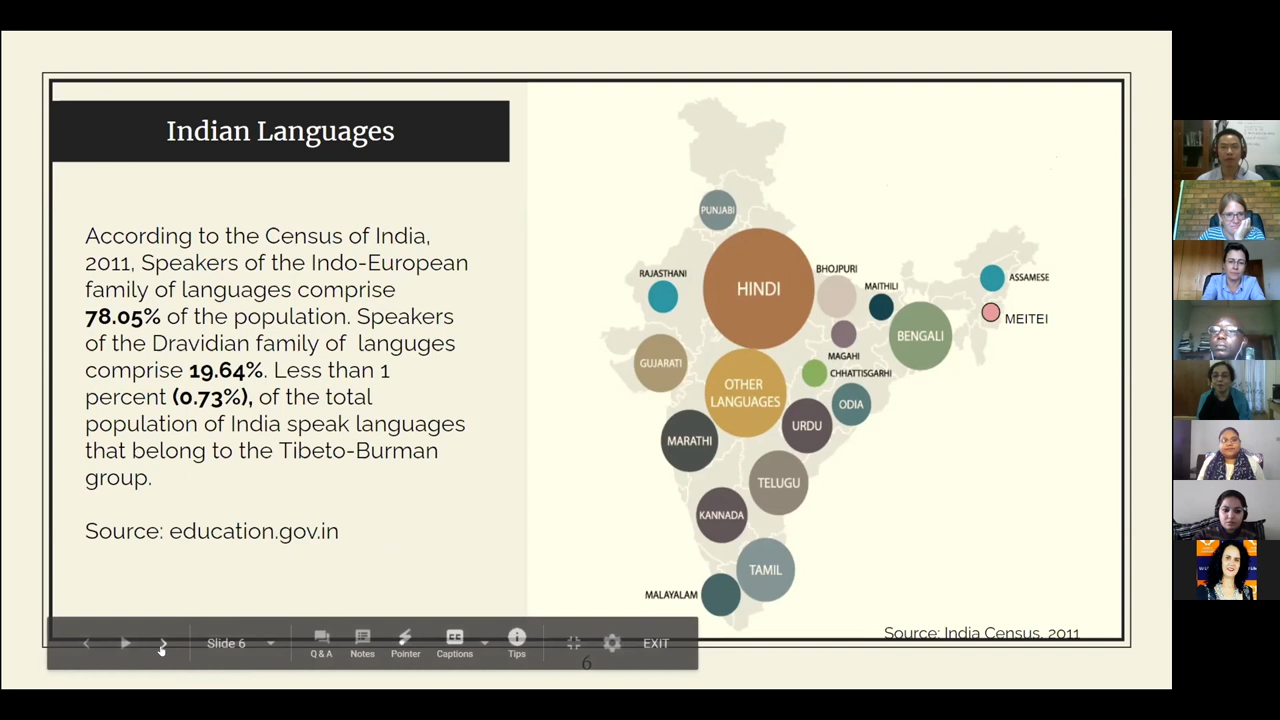 Indian Languages
According to the Census of India,
2011, Speakers of the Indo-European
family of languages comprise
78.05% of the population. Speakers
of the Dravidian family of languges
comprise 19.64%. Less than 1
percent (0.73%), of the total
population of India speak languages
that belong to the Tibeto-Burman
group.
Source: education.gov.in
PUNJABI
RAJASTHANI
HINDI
BHOJPURI
MAITHILI
ASSAMESE
MEITEI
BENGALI
MAGAHI
GUJARATI
CHHATTISGARHI
OTHER
LANGUAGES
ODIA
URDU
MARATHI
TELUGU
KANNADA
TAMIL
MALAYALAM
Source: India Census, 2011
Slide 6
Q & A
Notes
Pointer
CC
Captions
Tips
EXIT
6